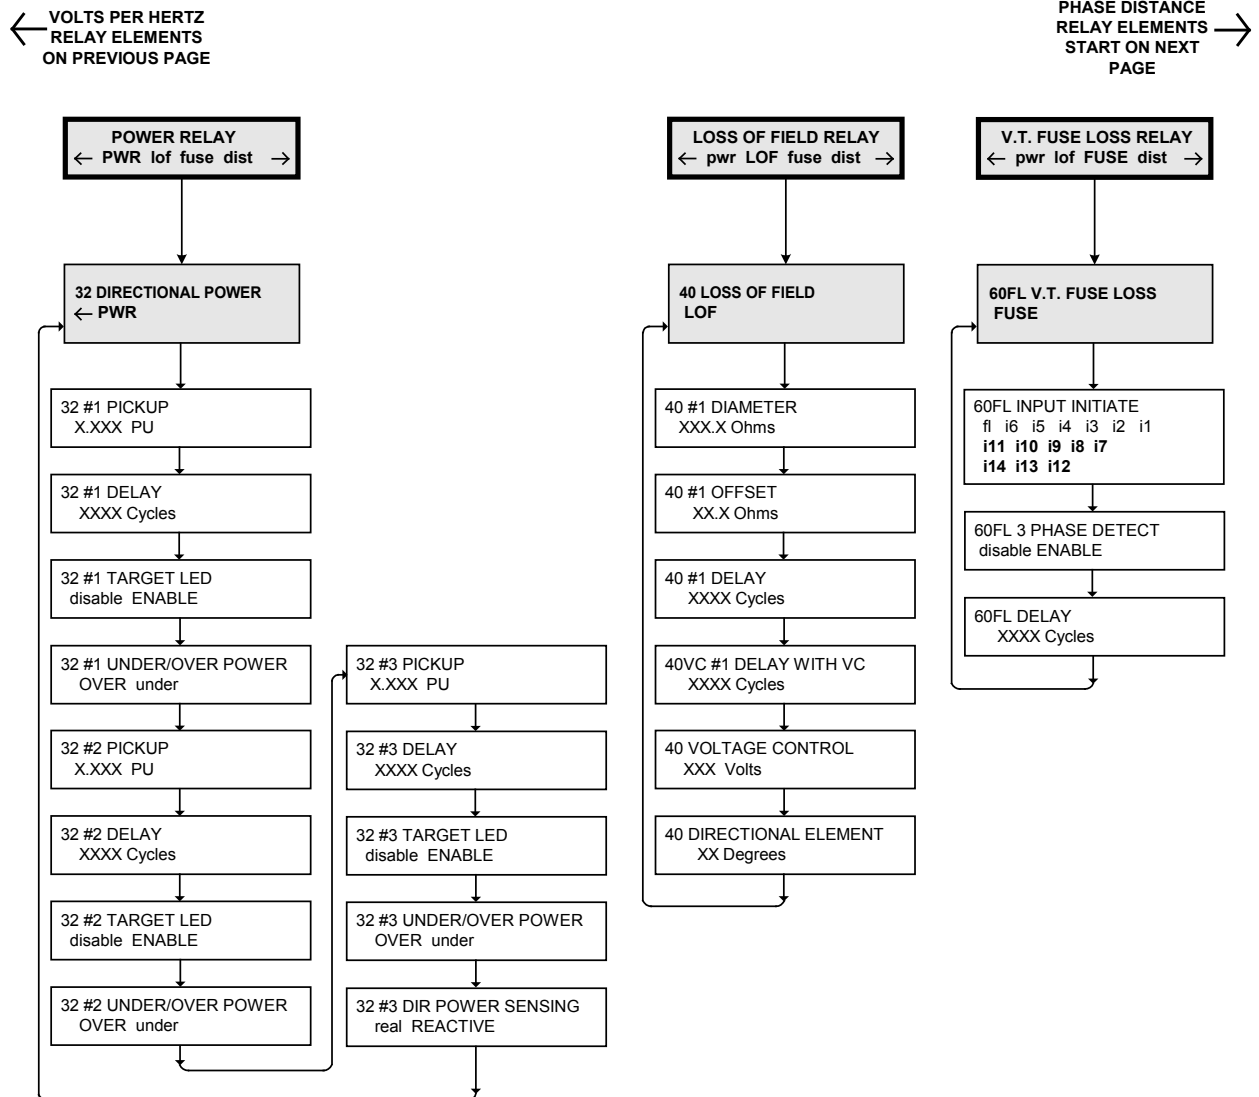 VOLTS PER HERTZ
RELAY ELEMENTS
ON PREVIOUS PAGE
PHASE DISTANCE
RELAY ELEMENTS
START ON NEXT
PAGE
POWER RELAY
← PWR lof fuse dist →
32 DIRECTIONAL POWER
← PWR
32 #1 PICKUP
X.XXX PU
32 #1 DELAY
XXXX Cycles
32 #1 TARGET LED
disable ENABLE
32 #1 UNDER/OVER POWER
OVER under
32 #2 PICKUP
X.XXX PU
32 #2 DELAY
XXXX Cycles
32 #2 TARGET LED
disable ENABLE
32 #2 UNDER/OVER POWER
OVER under
32 #3 PICKUP
X.XXX PU
32 #3 DELAY
XXXX Cycles
32 #3 TARGET LED
disable ENABLE
32 #3 UNDER/OVER POWER
OVER under
32 #3 DIR POWER SENSING
real REACTIVE
LOSS OF FIELD RELAY
← pwr LOF fuse dist →
40 LOSS OF FIELD
LOF
40 #1 DIAMETER
XXX.X Ohms
40 #1 OFFSET
XX.X Ohms
40 #1 DELAY
XXXX Cycles
40VC #1 DELAY WITH VC
XXXX Cycles
40 VOLTAGE CONTROL
XXX Volts
40 DIRECTIONAL ELEMENT
XX Degrees
V.T. FUSE LOSS RELAY
← pwr lof FUSE dist →
60FL V.T. FUSE LOSS
FUSE
60FL INPUT INITIATE
fl i6 i5 i4 i3 i2 i1
i11 i10 i9 i8 i7
i14 i13 i12
60FL 3 PHASE DETECT
disable ENABLE
60FL DELAY
XXXX Cycles